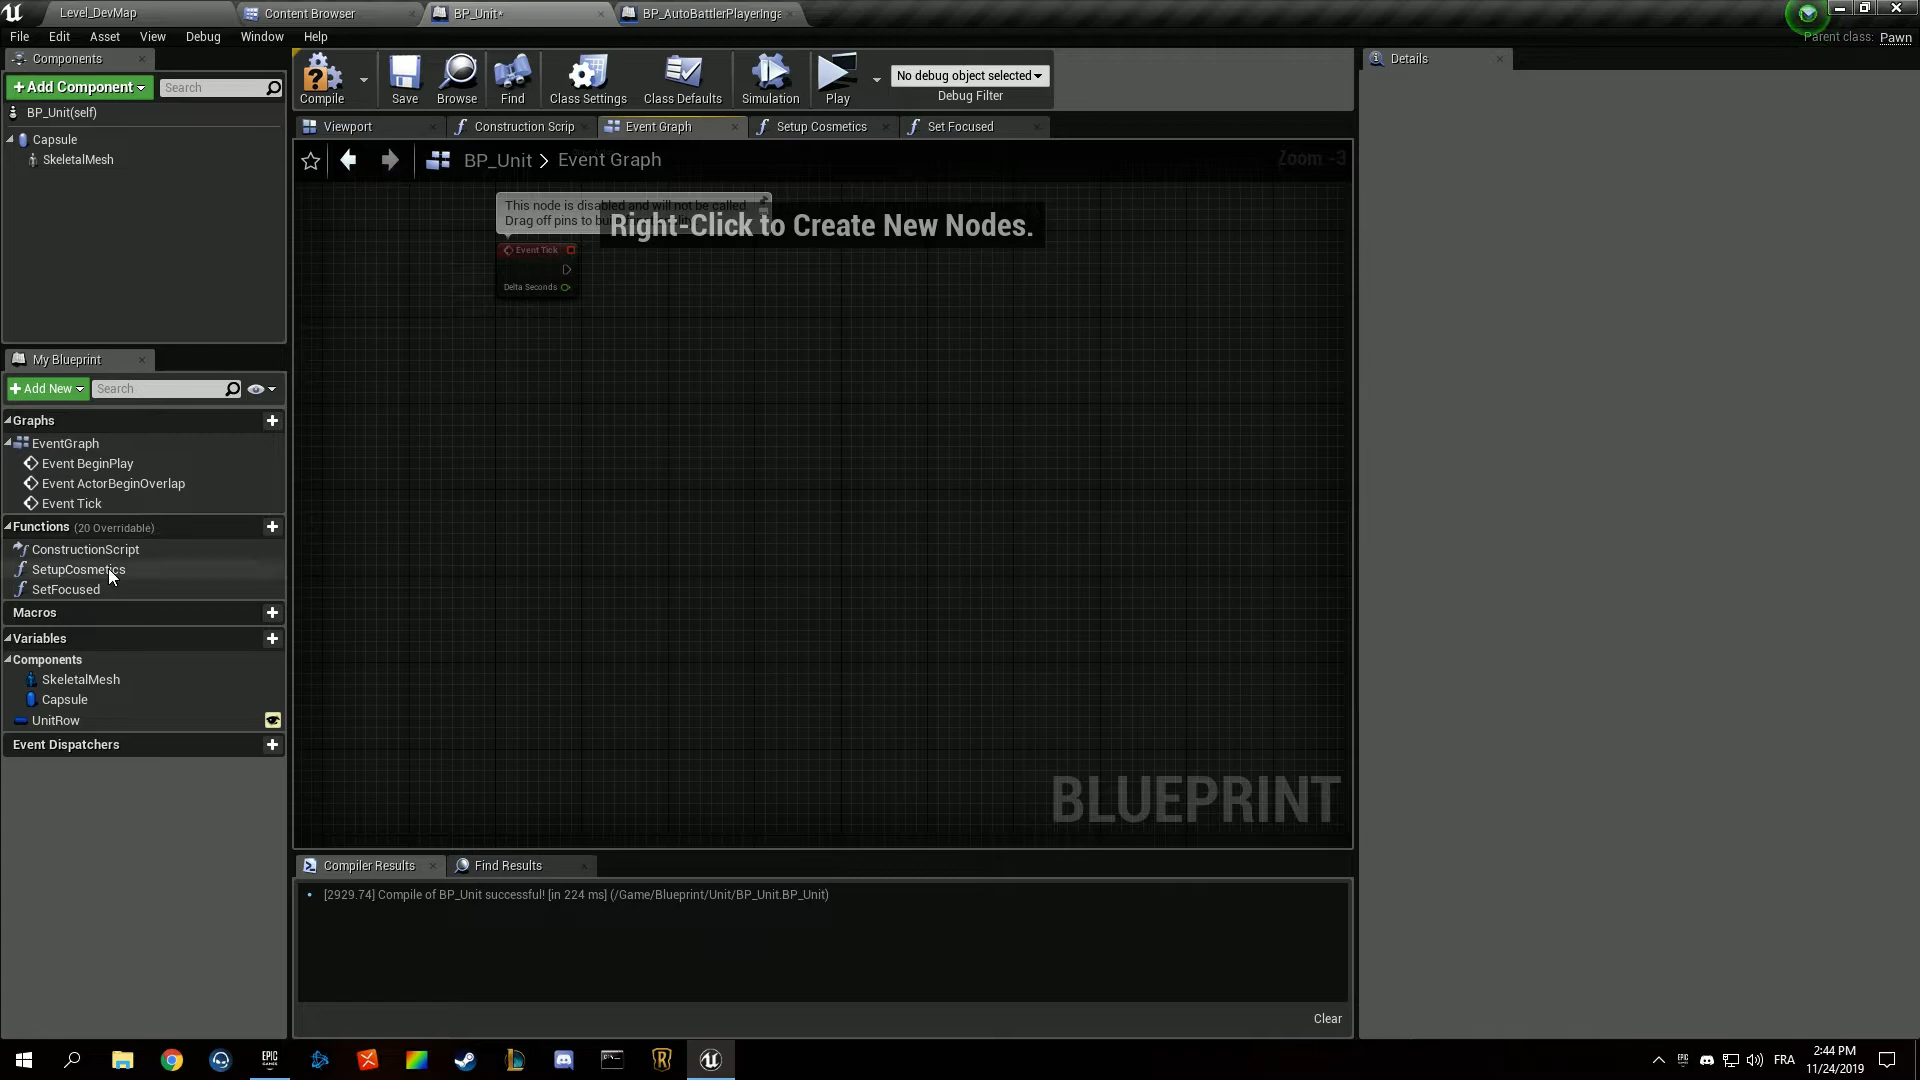 Level_DevMap
Content Browser
BP_Unit*
BP_AutoBattlerPlayerInga
File Edit Asset View Debug Window Help
Parent class: Pawn
Components
+Add Component
Search
BP_Unit(self)
Capsule
SkeletalMesh
Compile
Save
Browse
Find
Class Settings
Class Defaults
Simulation
Play
No debug object selected
Debug Filter
Details
Viewport
Construction Scrip
Event Graph
Setup Cosmetics
Set Focused
BP_Unit > Event Graph
Zoom -3
This node is disabled and will not be called.
Drag off pins to bu
Right-Click to Create New Nodes.
Event Tick
Delta Seconds
My Blueprint
+Add New
Search
Graphs
EventGraph
Event BeginPlay
Event ActorBeginOverlap
Event Tick
Functions (20 Overridable)
ConstructionScript
SetupCosmetics
SetFocused
Macros
Variables
Components
SkeletalMesh
Capsule
UnitRow
Event Dispatchers
BLUEPRINT
Compiler Results
Find Results
[2929.74] Compile of BP_Unit successful! [in 224 ms] (/Game/Blueprint/Unit/BP_Unit.BP_Unit)
Clear
EPIC GAMES
FRA
2:44 PM
11/24/2019